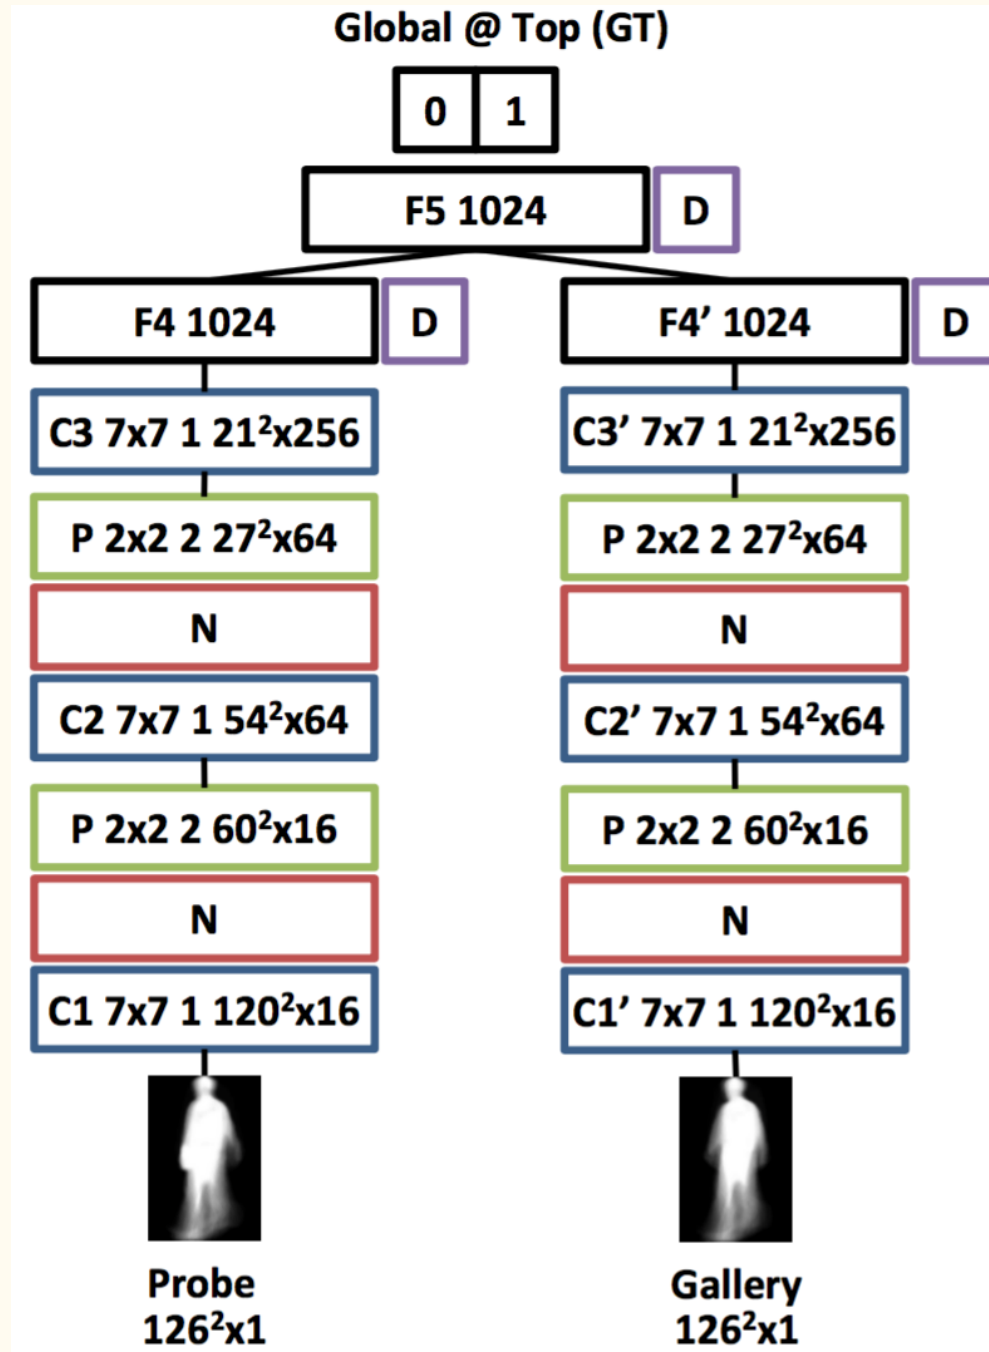 Global @ Top (GT)
0 1
F5 1024 D
F4 1024 D F4’ 1024 D
C3 7x7 1 21²x256 C3’ 7x7 1 21²x256
P 2x2 2 27²x64 P 2x2 2 27²x64
N N
C2 7x7 1 54²x64 C2’ 7x7 1 54²x64
P 2x2 2 60²x16 P 2x2 2 60²x16
N N
C1 7x7 1 120²x16 C1’ 7x7 1 120²x16
Probe Gallery
126²x1 126²x1